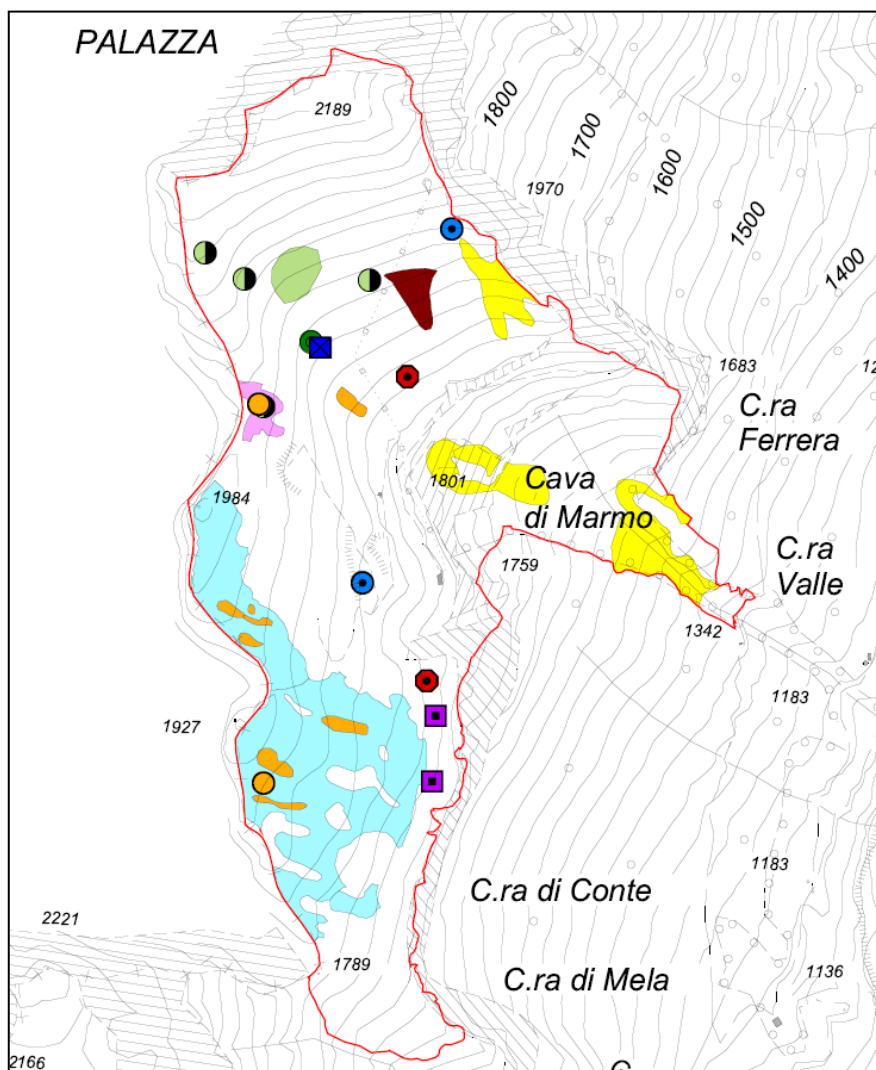 PALAZZA
2189
1800
1700
1970
1600
1500
1400
1683
C.ra
Ferrera
1984
1801
Cava
di Marmo
1759
C.ra
Valle
1342
1183
1927
1183
C.ra di Conte
2221
1789
C.ra di Mela
1136
2166